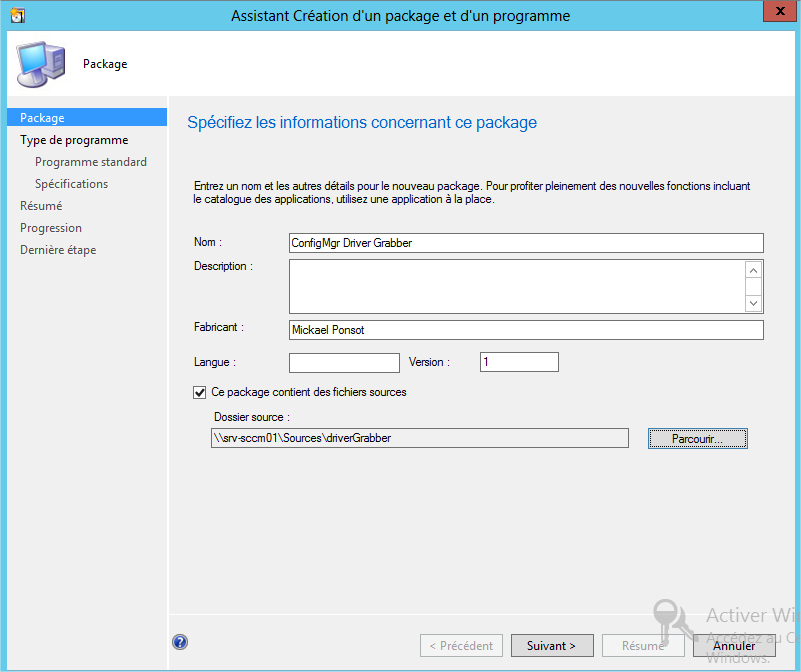 Assistant Création d'un package et d'un programme
Package
Package
Type de programme
Programme standard
Spécifications
Résumé
Progression
Dernière étape
Spécifiez les informations concernant ce package
Entrez un nom et les autres détails pour le nouveau package. Pour profiter pleinement des nouvelles fonctions incluant
le catalogue des applications, utilisez une application à la place.
Nom : ConfigMgr Driver Grabber
Description :
Fabricant : Mickael Ponsot
Langue : Version : 1
Ce package contient des fichiers sources
Dossier source :
\\srv-sccm01\Sources\driverGrabber Parcourir...
Activer Wi
Accédez au C
Windows.
< Précédent Suivant > Résumé Annuler